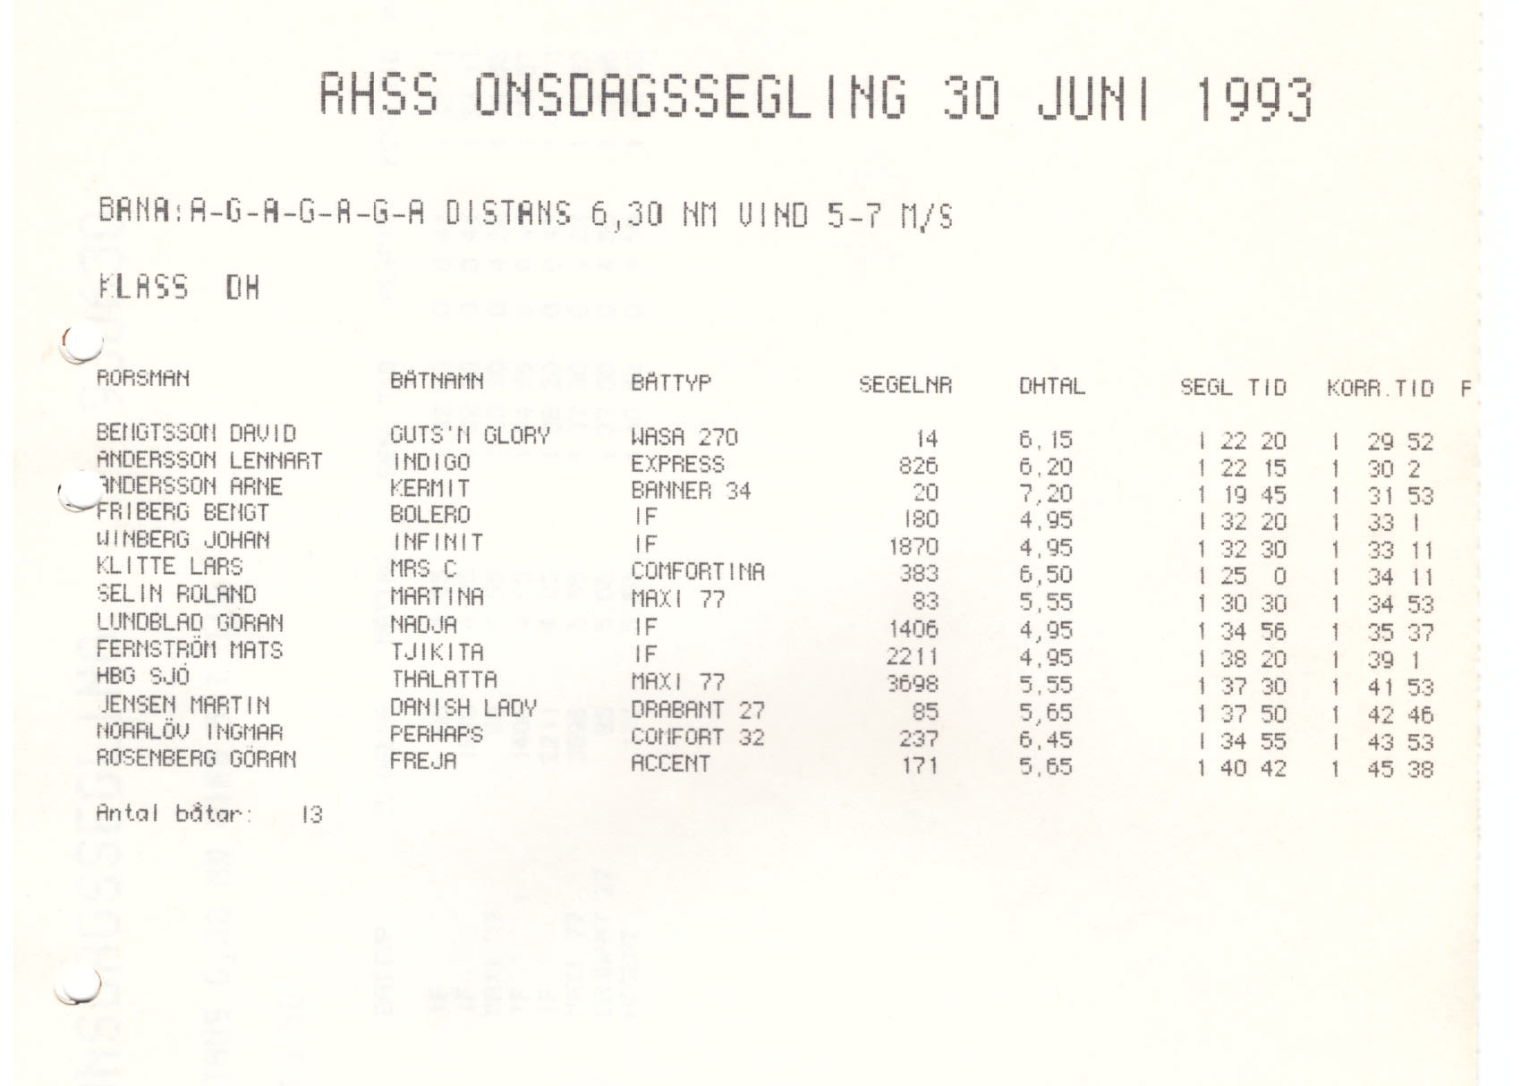 RHSS ONSDAGSSEGLING 30 JUNI 1993
BANA:A-G-A-G-A-G-A DISTANS 6,30 NM VIND 5-7 M/S
KLASS DH
RORSMAN BÅTNAMN BÅTTYP SEGELNR DHTAL SEGL TID KORR.TID F
BENGTSSON DAVID GUTS'N GLORY WASA 270 14 6,15 1 22 20 1 29 52
ANDERSSON LENNART INDIGO EXPRESS 826 6,20 1 22 15 1 30 2
ANDERSSON ARNE KERMIT BANNER 34 20 7,20 1 19 45 1 31 53
FRIBERG BENGT BOLERO IF 180 4,95 1 32 20 1 33 1
WINBERG JOHAN INFINIT IF 1870 4,95 1 32 30 1 33 11
KLITTE LARS MRS C COMFORTINA 383 6,50 1 25 0 1 34 11
SELIN ROLAND MARTINA MAXI 77 83 5,55 1 30 30 1 34 53
LUNDBLAD GÖRAN NADJA IF 1406 4,95 1 34 56 1 35 37
FERNSTRÖM MATS TJIKITA IF 2211 4,95 1 38 20 1 39 1
HBG SJÖ THALATTA MAXI 77 3698 5,55 1 37 30 1 41 53
JENSEN MARTIN DANISH LADY DRABANT 27 85 5,65 1 37 50 1 42 46
NORRLÖV INGMAR PERHAPS COMFORT 32 237 6,45 1 34 55 1 43 53
ROSENBERG GÖRAN FREJA ACCENT 171 5,65 1 40 42 1 45 38
Antal båtar: 13